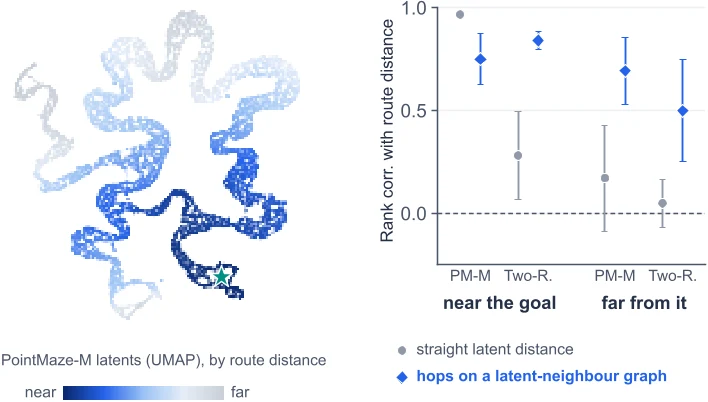 PointMaze-M latents (UMAP), by route distance
near
far
Rank corr. with route distance
1.0
0.5
0.0
PM-M Two-R. PM-M Two-R.
near the goal far from it
straight latent distance
hops on a latent-neighbour graph